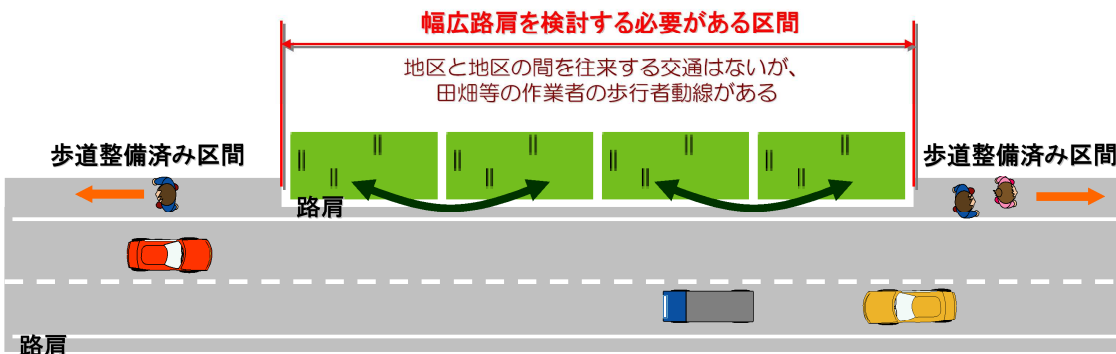 幅広路肩を検討する必要がある区間
地区と地区の間を往来する交通はないが、
田畑等の作業者の歩行者動線がある
歩道整備済み区間
歩道整備済み区間
路肩
路肩